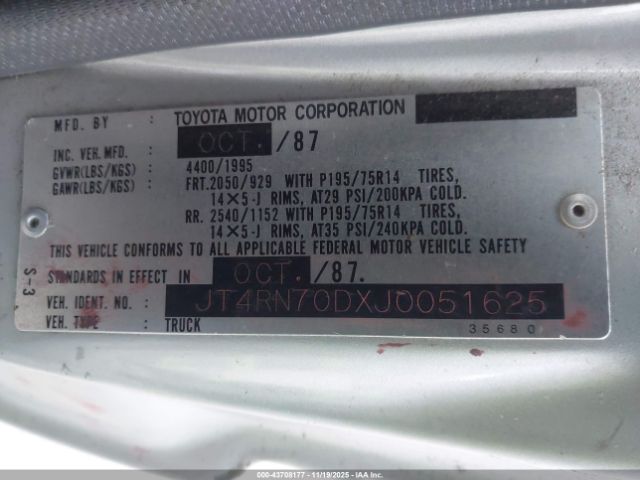 MFD. BY : TOYOTA MOTOR CORPORATION
INC. VEH. MFD. : OCT. /87
GVWR(LBS/KGS) : 4400/1995
GAWR(LBS/KGS) : FRT. 2050/929 WITH P195/75R14 TIRES,
14×5-J RIMS, AT29 PSI/200KPA COLD.
RR. 2540/1152 WITH P195/75R14 TIRES,
14×5-J RIMS, AT35 PSI/240KPA COLD.
THIS VEHICLE CONFORMS TO ALL APPLICABLE FEDERAL MOTOR VEHICLE SAFETY
STANDARDS IN EFFECT IN OCT. /87.
VEH. IDENT. NO. : JT4RN70DXJ0051625
VEH. TYPE : TRUCK
35680
S-3
000-43708177 - 11/19/2025 - IAAI.COM